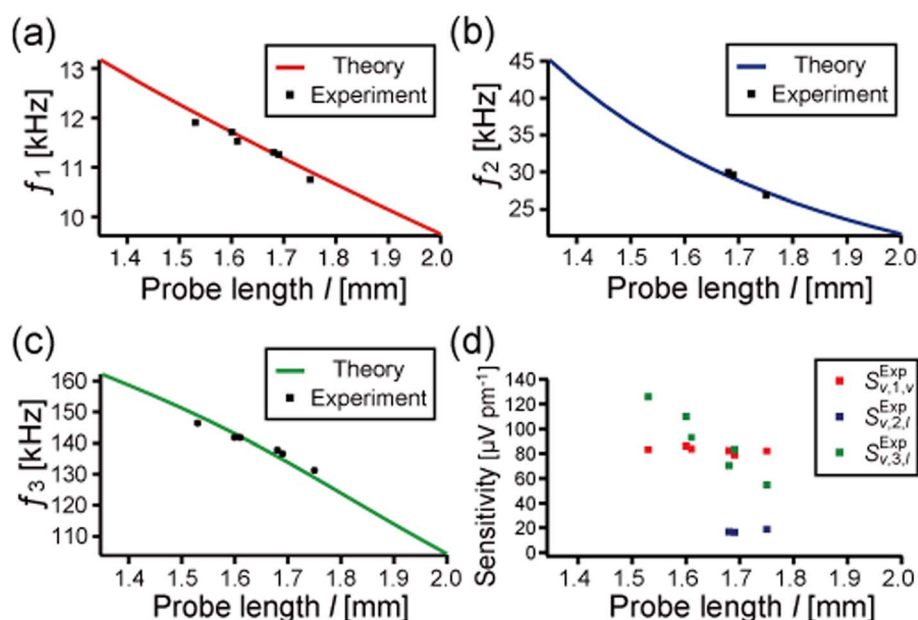 (a)
f1 [kHz]
13
12
11
10
Theory
Experiment
1.4 1.5 1.6 1.7 1.8 1.9 2.0
Probe length l [mm]
(b)
f2 [kHz]
45
40
35
30
25
Theory
Experiment
1.4 1.5 1.6 1.7 1.8 1.9 2.0
Probe length l [mm]
(c)
f3 [kHz]
160
150
140
130
120
110
Theory
Experiment
1.4 1.5 1.6 1.7 1.8 1.9 2.0
Probe length l [mm]
(d)
Sensitivity [µV pm⁻¹]
140
120
100
80
60
40
20
0
S Exp v,1,v
S Exp v,2,l
S Exp v,3,l
1.4 1.5 1.6 1.7 1.8 1.9 2.0
Probe length l [mm]